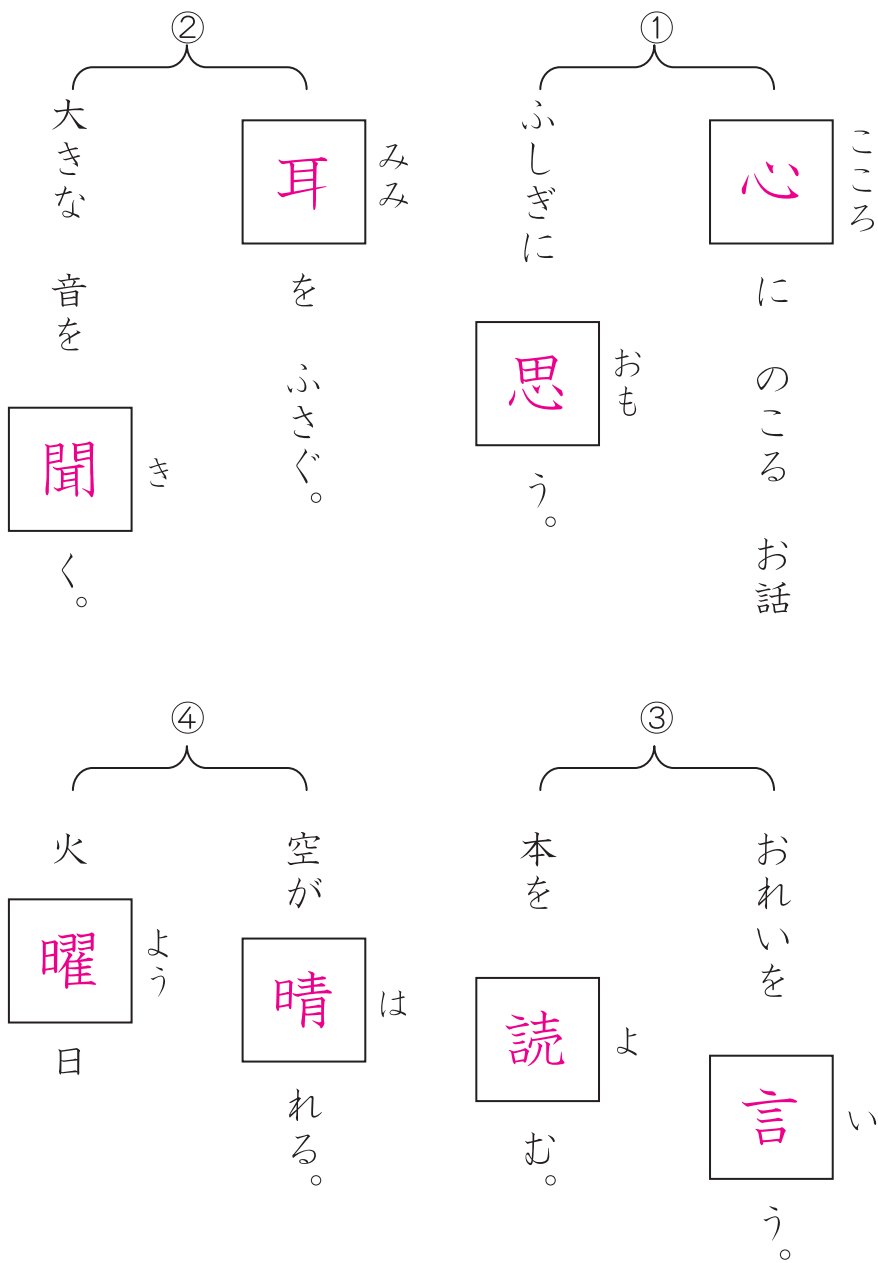 ①
こころ
心に のこる お話
おも
ふしぎに 思う。
②
みみ
耳を ふさぐ。
き
大きな 音を 聞く。
③
い
おれいを 言う。
よ
本を 読む。
④
は
空が 晴れる。
よう
火曜日